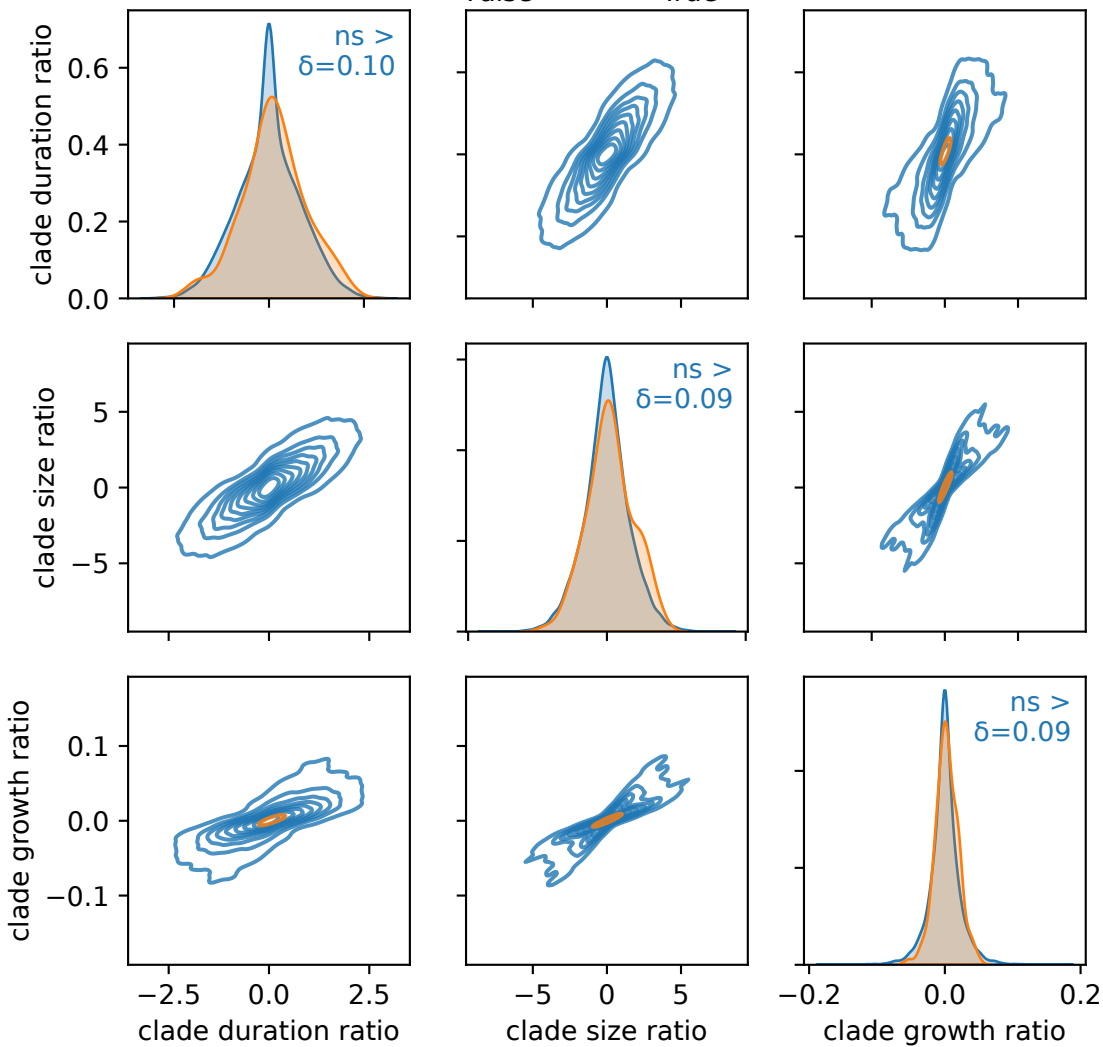 clade duration ratio
0.6
0.4
0.2
0.0
ns >
δ=0.10
clade size ratio
5
0
−5
ns >
δ=0.09
clade growth ratio
0.1
0.0
−0.1
ns >
δ=0.09
−2.5 0.0 2.5
−5 0 5
−0.2 0.0 0.2
clade duration ratio
clade size ratio
clade growth ratio